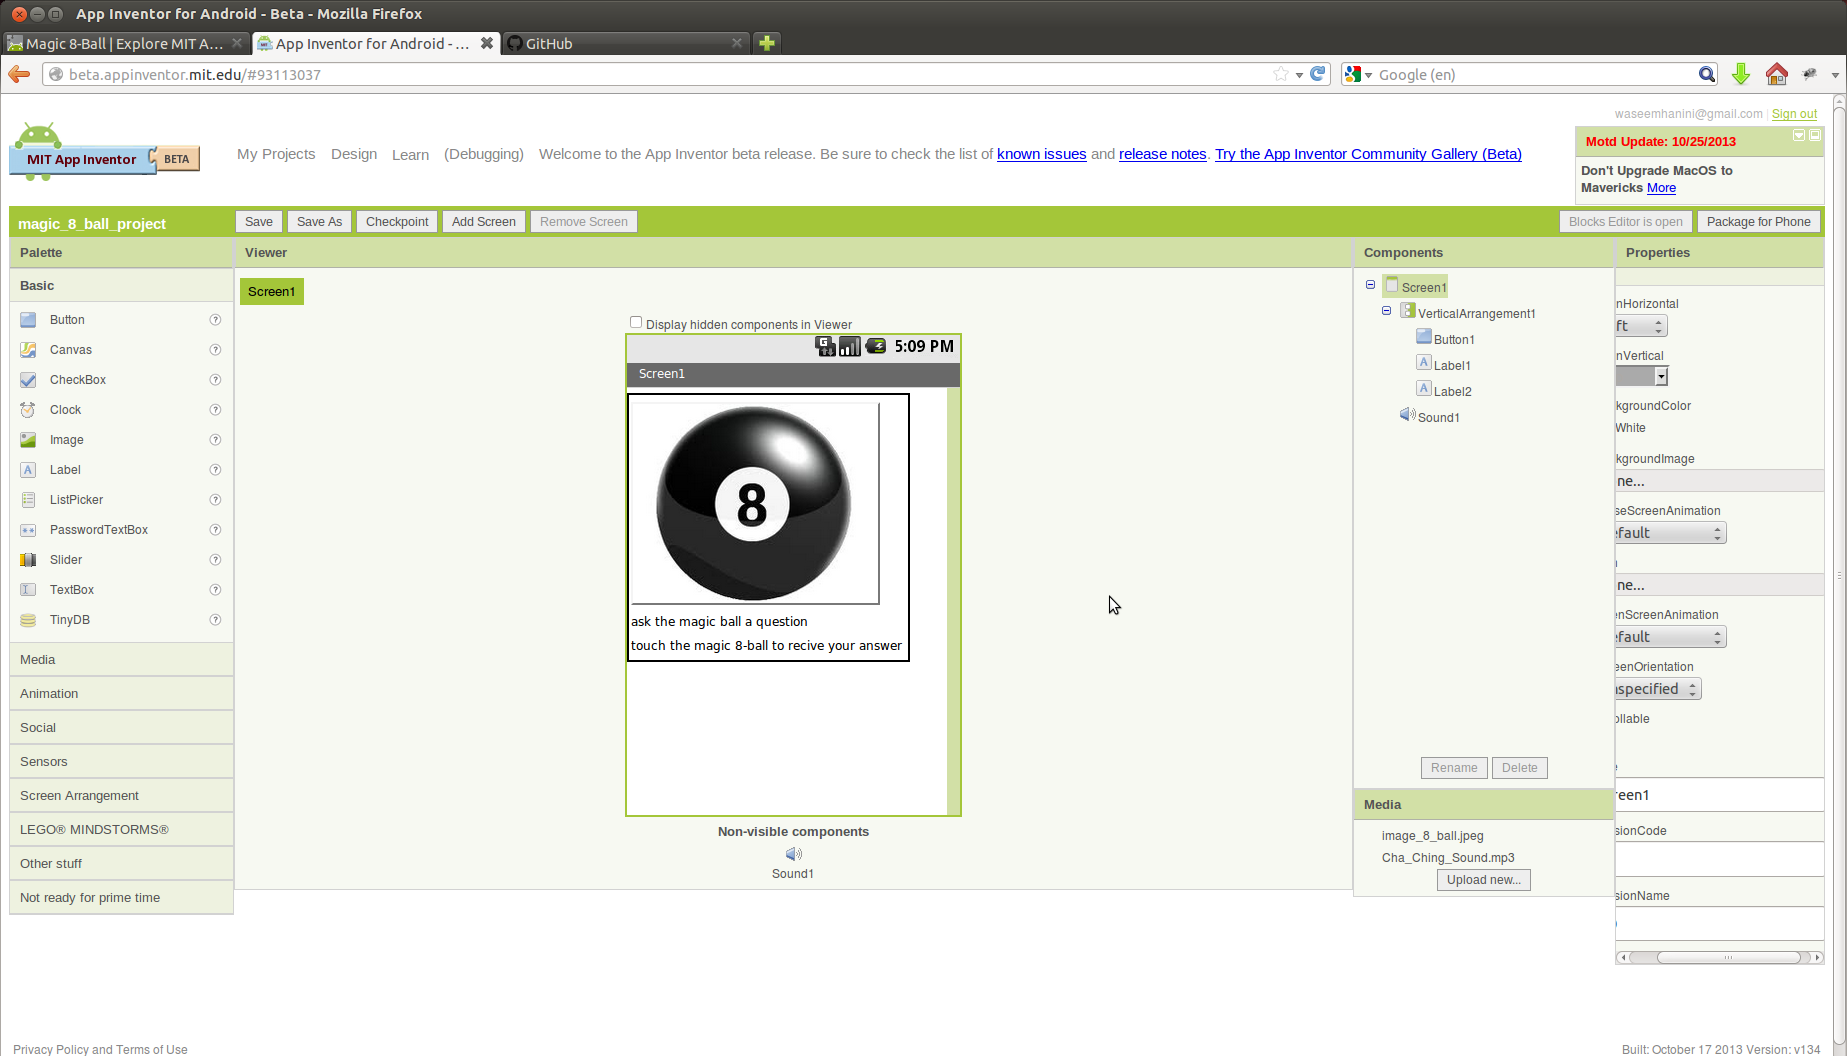 App Inventor for Android - Beta - Mozilla Firefox
Magic 8-Ball | Explore MIT A...
App Inventor for Android - ...
GitHub
beta.appinventor.mit.edu/#93113037
Google (en)
waseemhanini@gmail.com | Sign out
MIT App Inventor BETA
My Projects Design Learn (Debugging) Welcome to the App Inventor beta release. Be sure to check the list of known issues and release notes. Try the App Inventor Community Gallery (Beta)
Motd Update: 10/25/2013
Don't Upgrade MacOS to
Mavericks More
magic_8_ball_project
Save Save As Checkpoint Add Screen Remove Screen
Blocks Editor is open Package for Phone
Palette
Basic
Button ?
Canvas ?
CheckBox ?
Clock ?
Image ?
A Label ?
ListPicker ?
PasswordTextBox ?
Slider ?
TextBox ?
TinyDB ?
Media
Animation
Social
Sensors
Screen Arrangement
LEGO® MINDSTORMS®
Other stuff
Not ready for prime time
Viewer
Screen1
Display hidden components in Viewer
G 5:09 PM
Screen1
8
ask the magic ball a question
touch the magic 8-ball to recive your answer
Non-visible components
Sound1
Components
Screen1
VerticalArrangement1
Button1
A Label1
A Label2
Sound1
Rename Delete
Media
image_8_ball.jpeg
Cha_Ching_Sound.mp3
Upload new...
Properties
nHorizontal
ft
nVertical
kgroundColor
White
kgroundImage
ne...
seScreenAnimation
fault
ne...
enScreenAnimation
fault
eenOrientation
specified
ollable
reen1
sionCode
sionName
Privacy Policy and Terms of Use
Built: October 17 2013 Version: v134